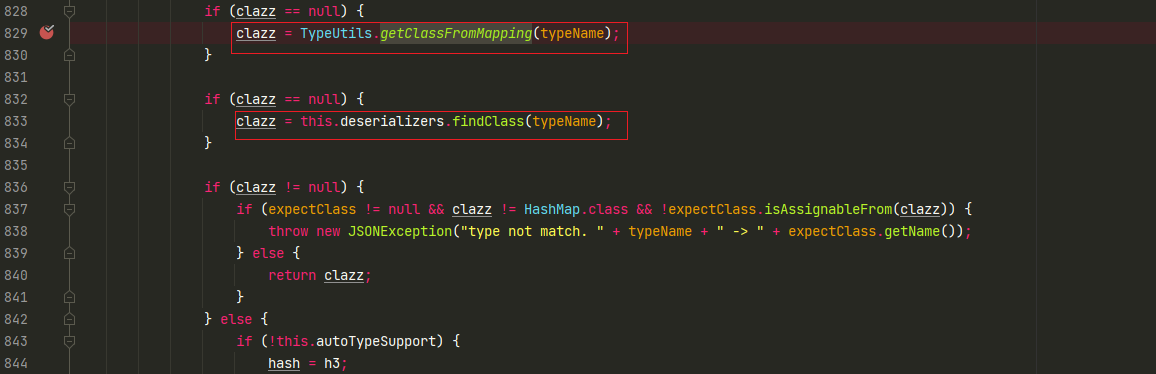 828 if (clazz == null) {
829 clazz = TypeUtils.getClassFromMapping(typeName);
830 }
831
832 if (clazz == null) {
833 clazz = this.deserializers.findClass(typeName);
834 }
835
836 if (clazz != null) {
837 if (expectClass != null && clazz != HashMap.class && !expectClass.isAssignableFrom(clazz)) {
838 throw new JSONException("type not match. " + typeName + " -> " + expectClass.getName());
839 } else {
840 return clazz;
841 }
842 } else {
843 if (!this.autoTypeSupport) {
844 hash = h3;